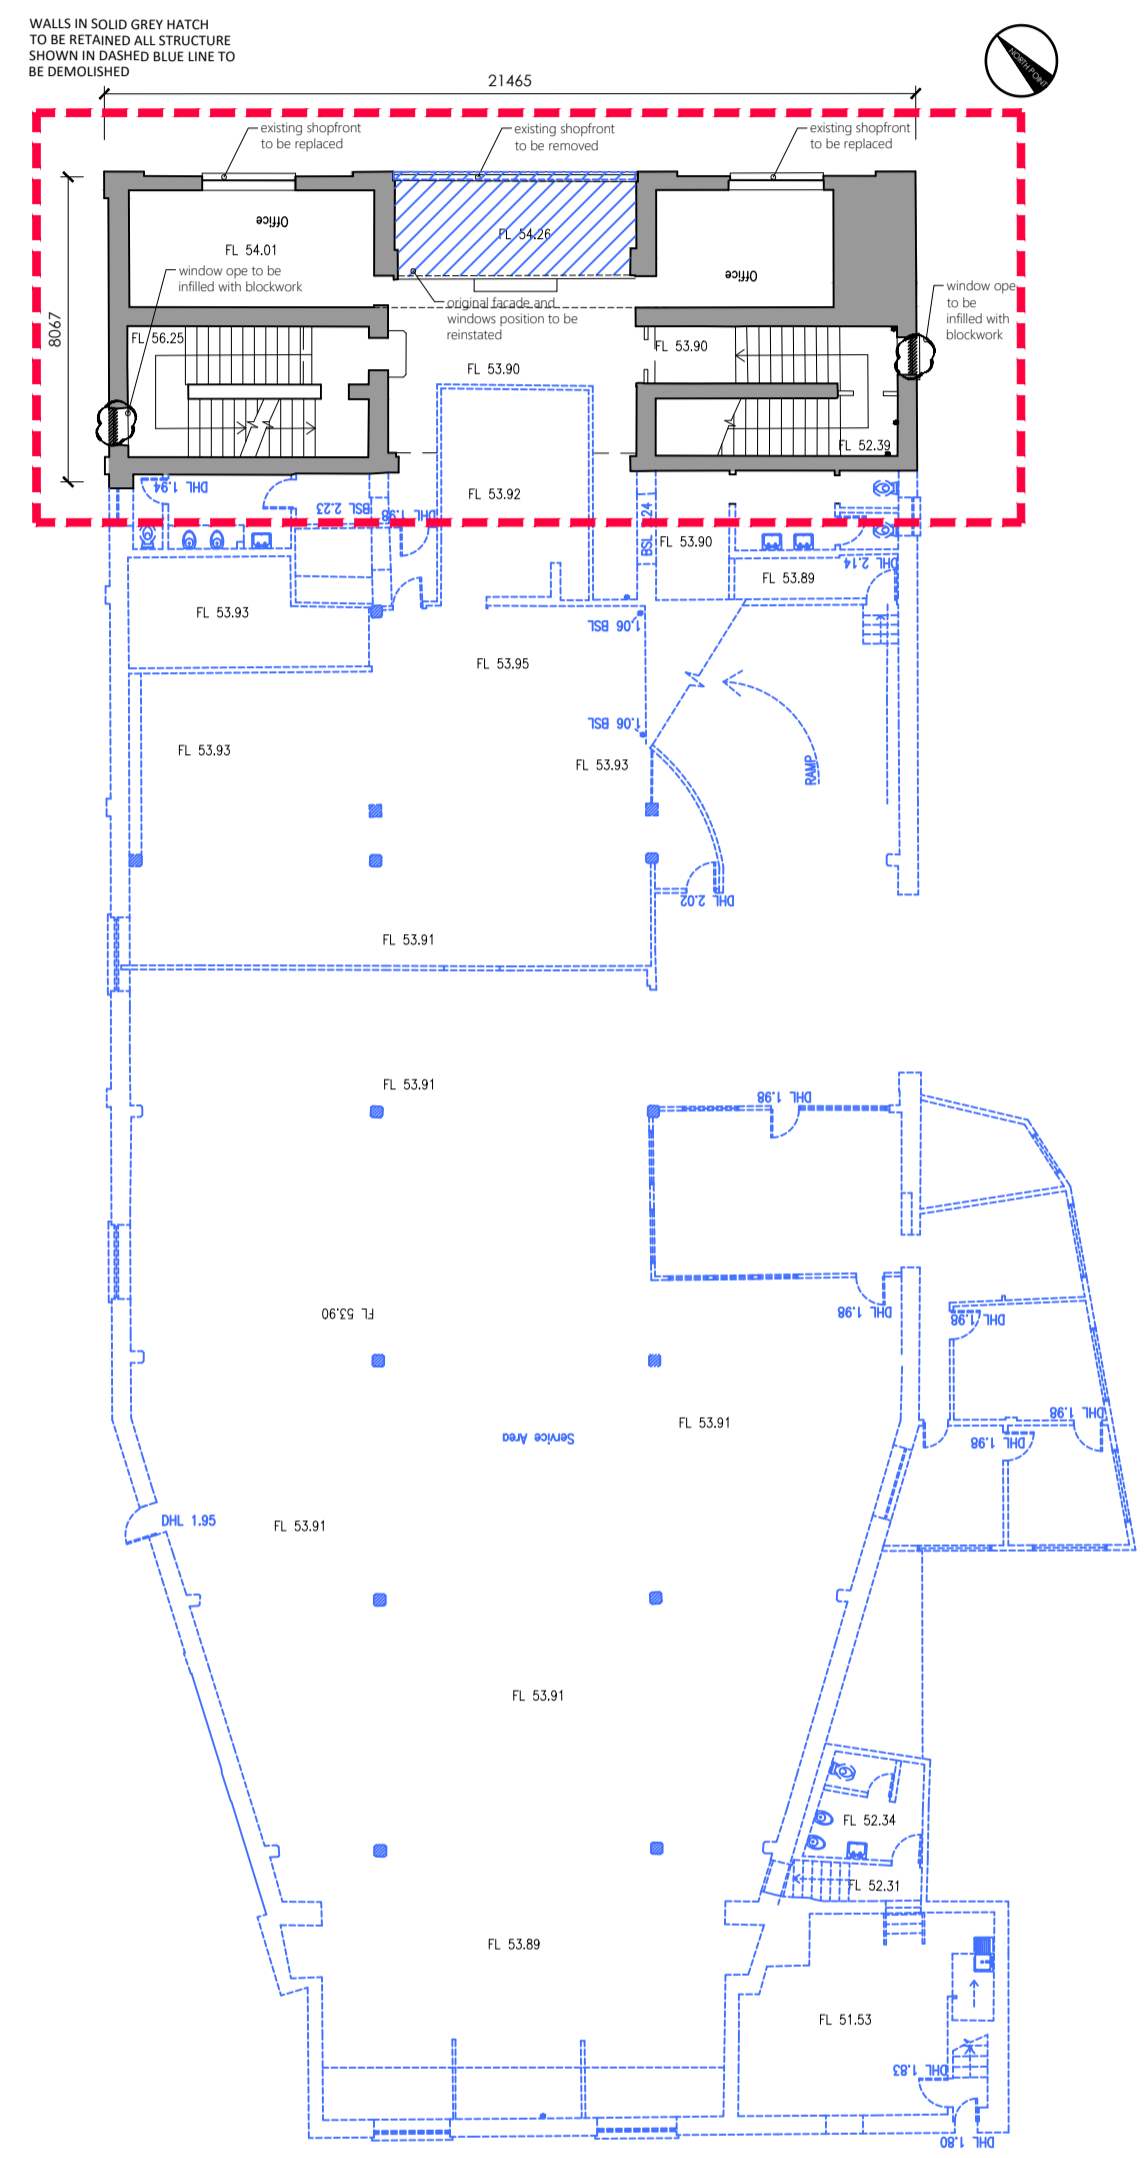 WALLS IN SOLID GREY HATCH
TO BE RETAINED ALL STRUCTURE
SHOWN IN DASHED BLUE LINE TO
BE DEMOLISHED
NORTH POINT
21465
existing shopfront
to be replaced
existing shopfront
to be removed
existing shopfront
to be replaced
Office
FL 54.01
FL 54.26
Office
window ope to be
infilled with blockwork
original facade and
windows position to be
reinstated
window ope
to be
infilled with
blockwork
8067
FL 56.25
FL 53.90
FL 53.90
FL 52.39
DHL 1.94
BSL 2.23
DHL 1.98
FL 53.92
BSL
24
FL 53.90
DHL 2.14
FL 53.89
FL 53.93
1.06 BSL
FL 53.95
1.06 BSL
FL 53.93
FL 53.93
RAMP
DHL 2.02
FL 53.91
FL 53.91
DHL 1.98
FL 53.90
DHL 1.98
DHL 1.98
DHL 1.98
DHL 1.98
FL 53.91
Service Area
DHL 1.95
FL 53.91
FL 53.91
FL 52.34
FL 52.31
FL 53.89
FL 51.53
DHL 1.83
DHL 1.80